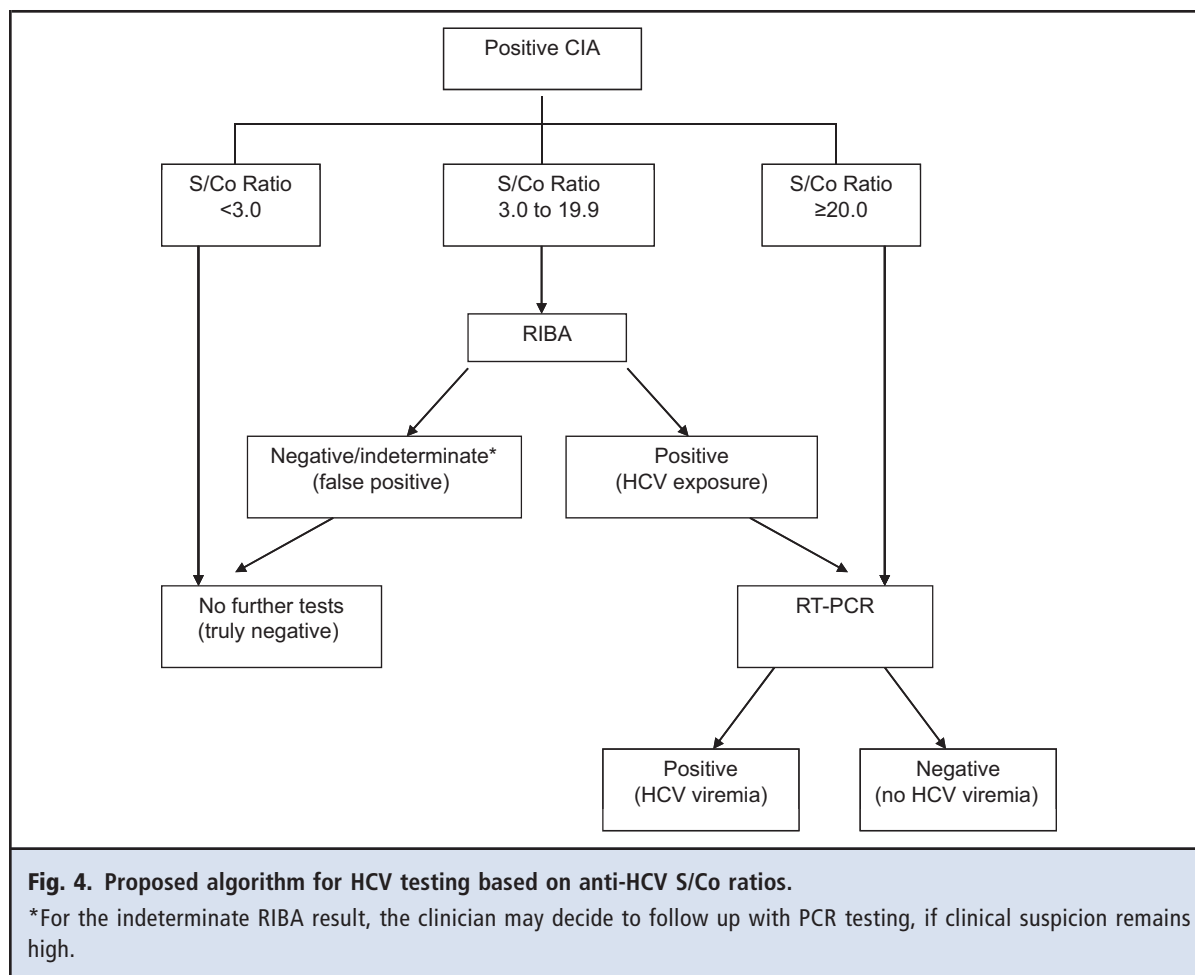 Positive CIA
S/Co Ratio
<3.0
S/Co Ratio
3.0 to 19.9
S/Co Ratio
≥20.0
RIBA
Negative/indeterminate*
(false positive)
Positive
(HCV exposure)
No further tests
(truly negative)
RT-PCR
Positive
(HCV viremia)
Negative
(no HCV viremia)
Fig. 4. Proposed algorithm for HCV testing based on anti-HCV S/Co ratios.
*For the indeterminate RIBA result, the clinician may decide to follow up with PCR testing, if clinical suspicion remains
high.